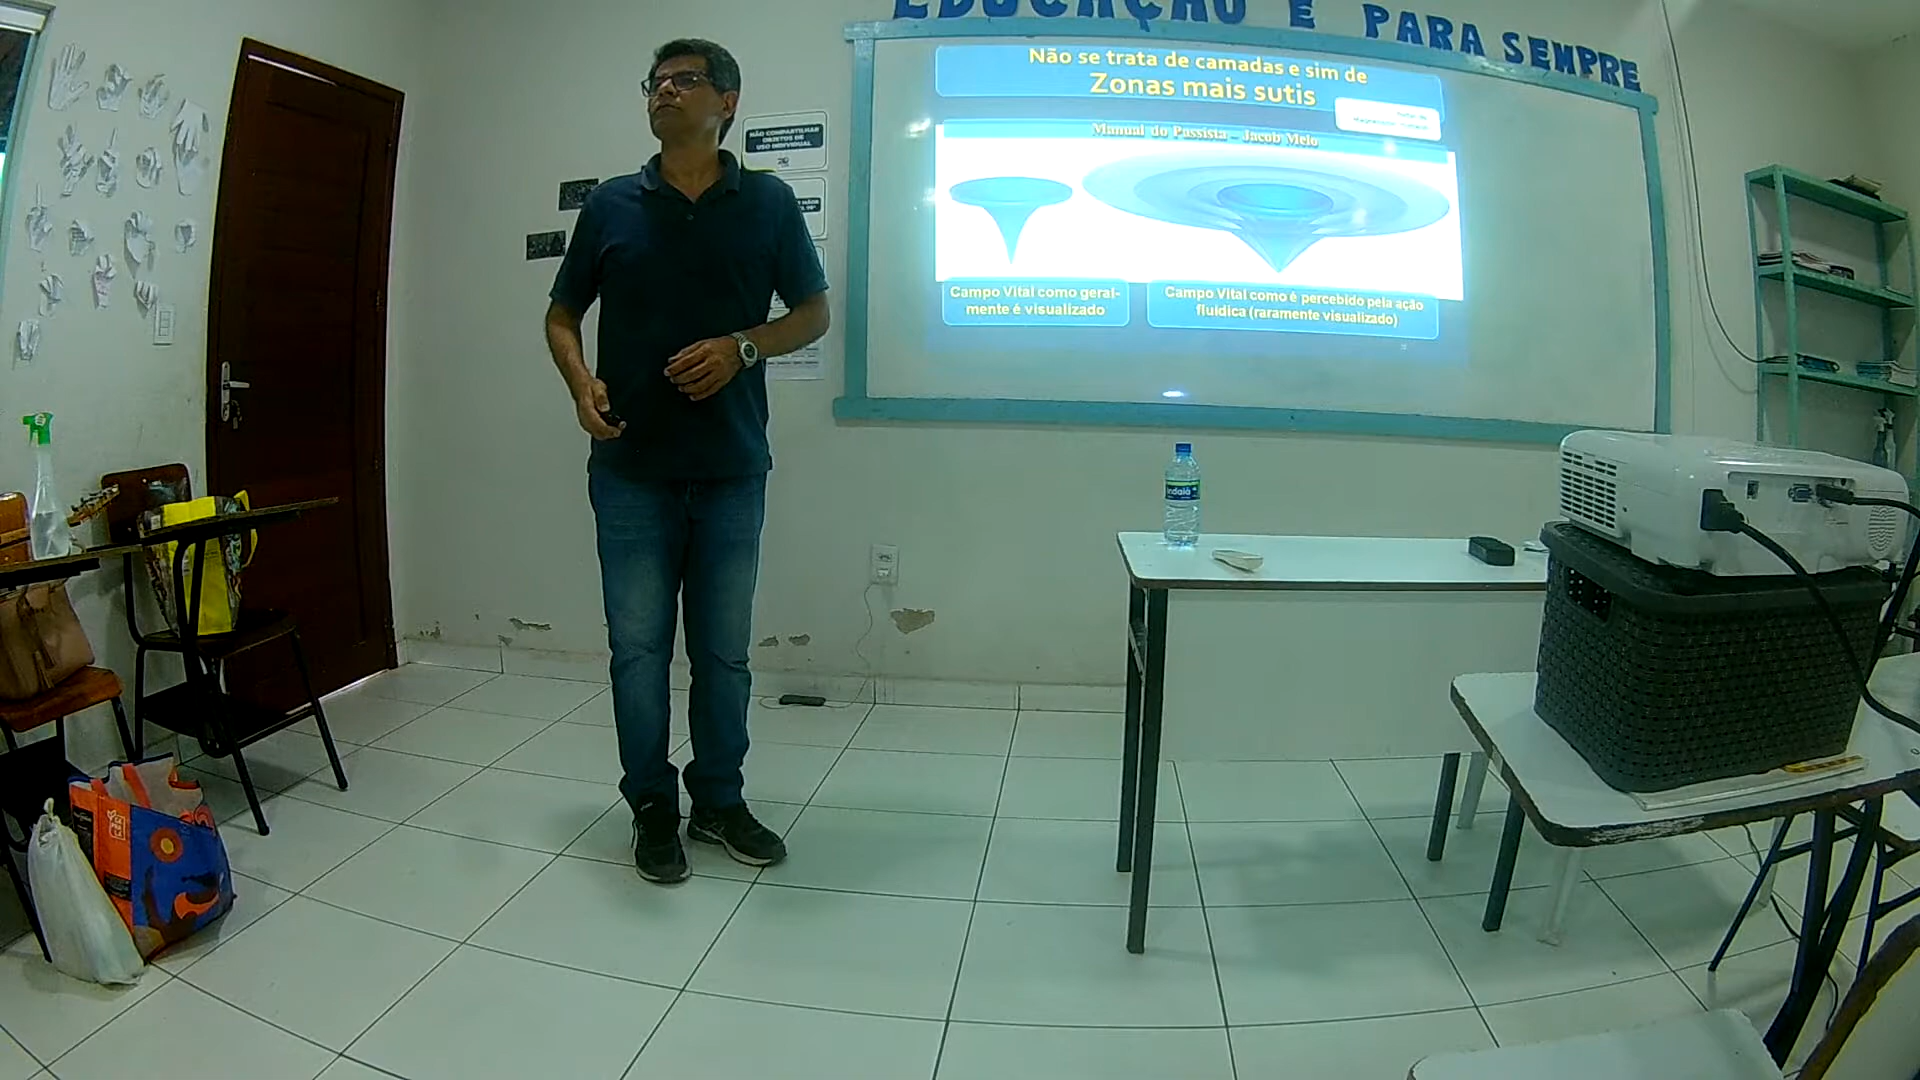 EDUCAÇÃO É PARA SEMPRE
Não se trata de camadas e sim de
Zonas mais sutis
Manual do Passista – Jacob Melo
Campo Vital como geral-
mente é visualizado
Campo Vital como é percebido pela ação
fluídica (raramente visualizado)
NÃO COMPARTILHAR
OBJETOS DE
USO INDIVIDUAL
indaiá